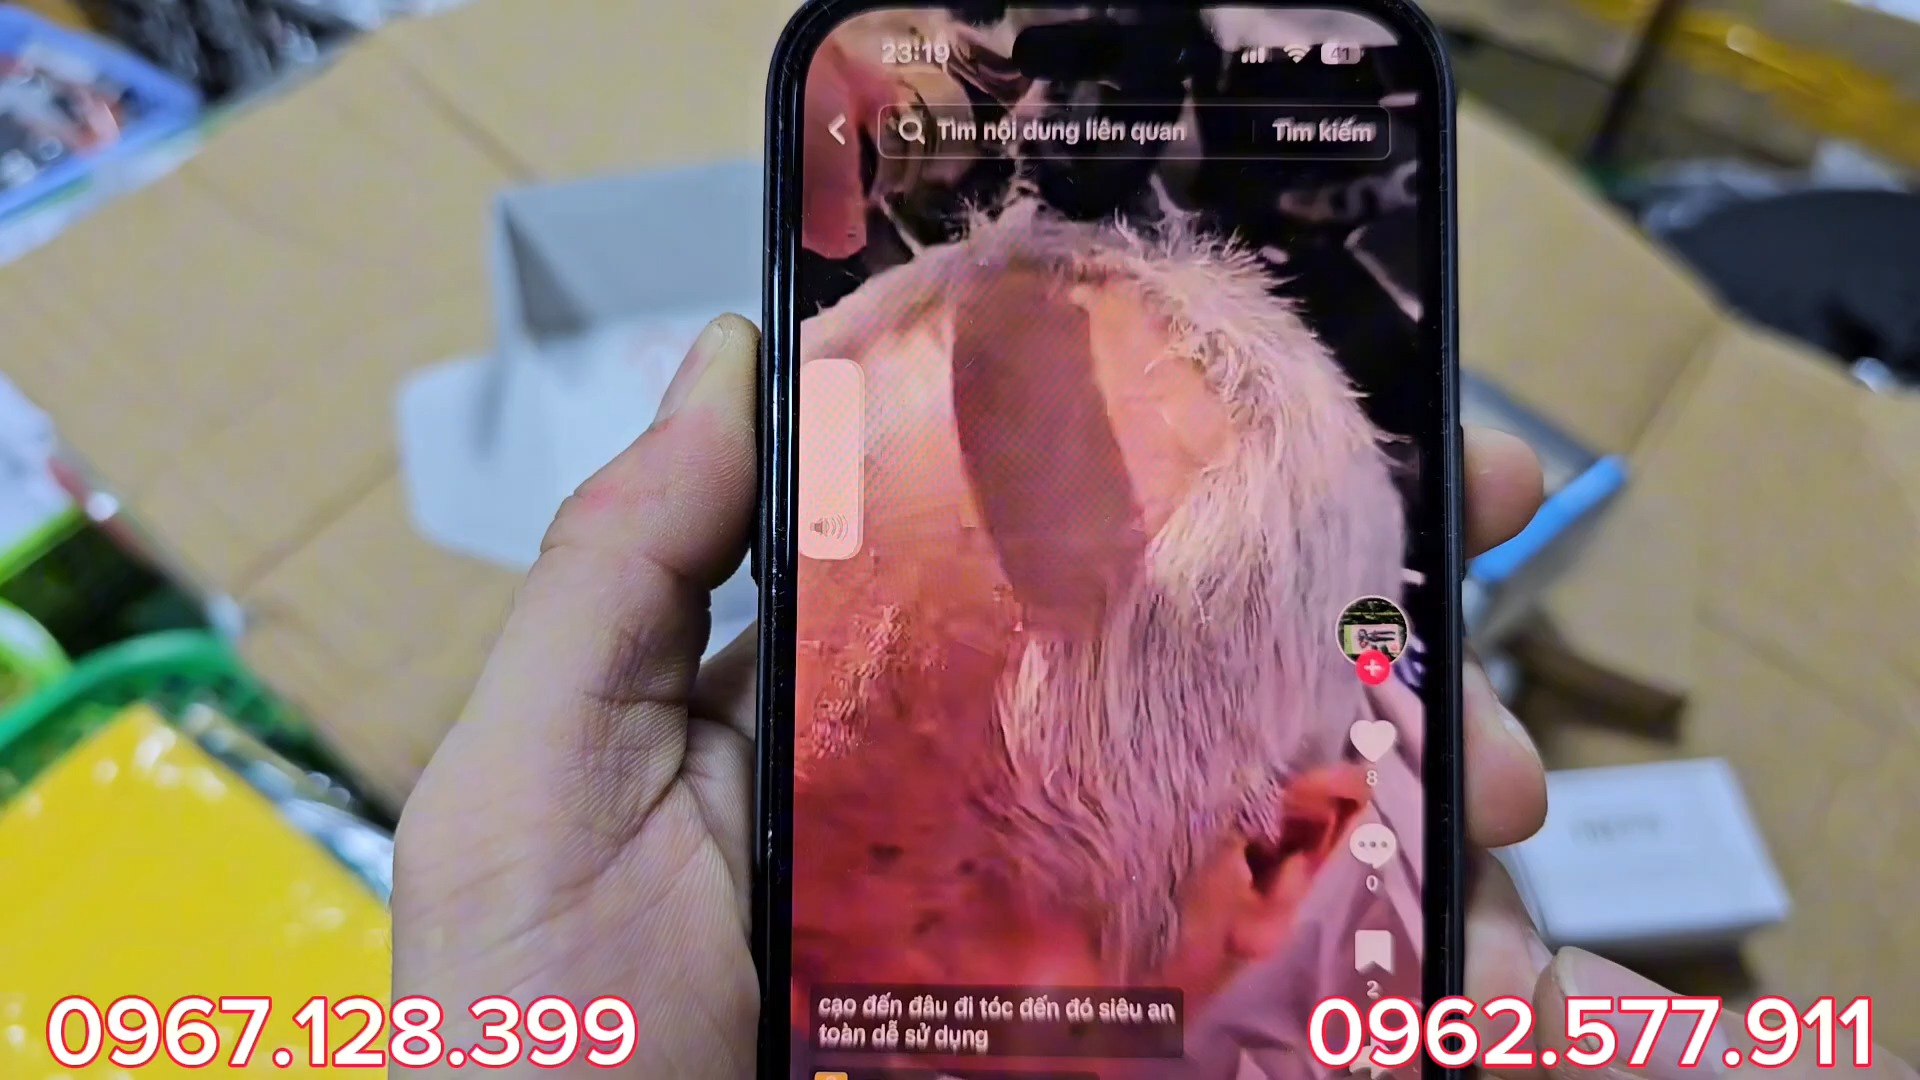 23:19
41
Tìm nội dung liên quan
Tìm kiếm
8
0
2
cạo đến đâu đi tóc đến đó siêu an
toàn dễ sử dụng
0967.128.399
0962.577.911